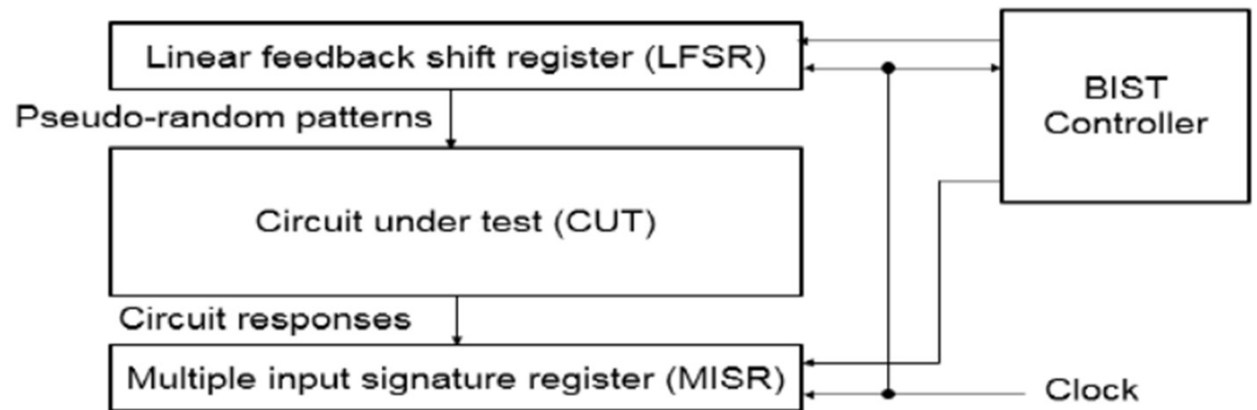 Linear feedback shift register (LFSR)
BIST
Controller
Pseudo-random patterns
Circuit under test (CUT)
Circuit responses
Multiple input signature register (MISR)
Clock